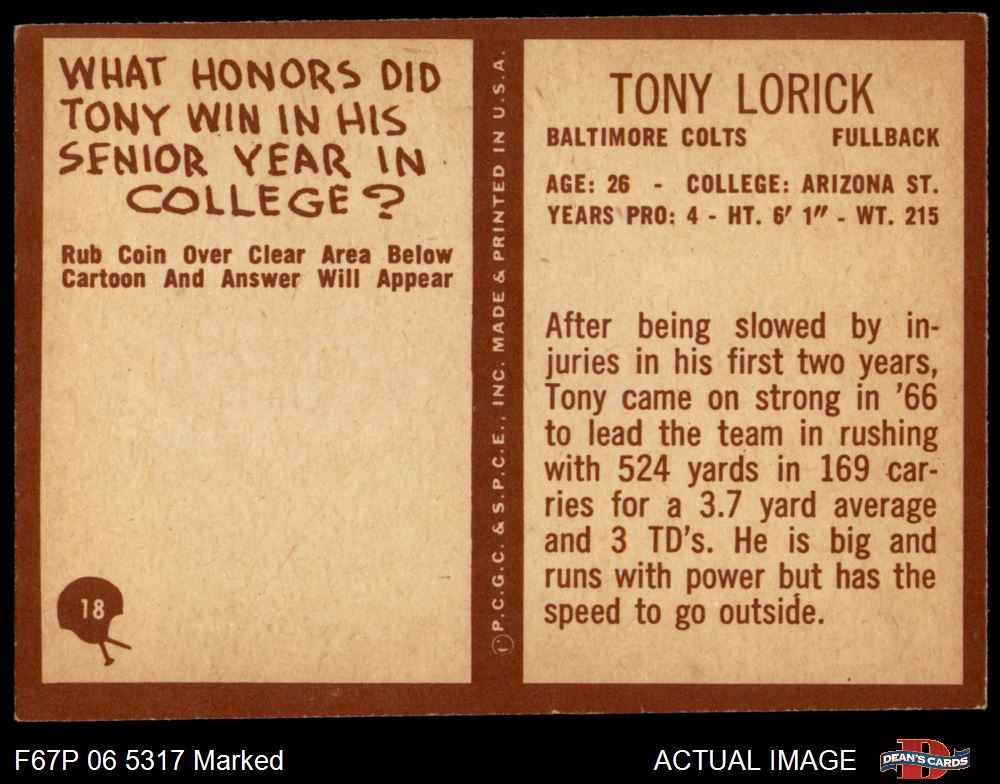 WHAT HONORS DID
TONY WIN IN HIS
SENIOR YEAR IN
COLLEGE?
Rub Coin Over Clear Area Below
Cartoon And Answer Will Appear
18
© P.C.G.C. & S.P.C.E., INC. MADE & PRINTED IN U.S.A.
TONY LORICK
BALTIMORE COLTS FULLBACK
AGE: 26 - COLLEGE: ARIZONA ST.
YEARS PRO: 4 - HT. 6' 1" - WT. 215
After being slowed by in-
juries in his first two years,
Tony came on strong in '66
to lead the team in rushing
with 524 yards in 169 car-
ries for a 3.7 yard average
and 3 TD's. He is big and
runs with power but has the
speed to go outside.
F67P 06 5317 Marked
ACTUAL IMAGE
D
DEAN'S CARDS